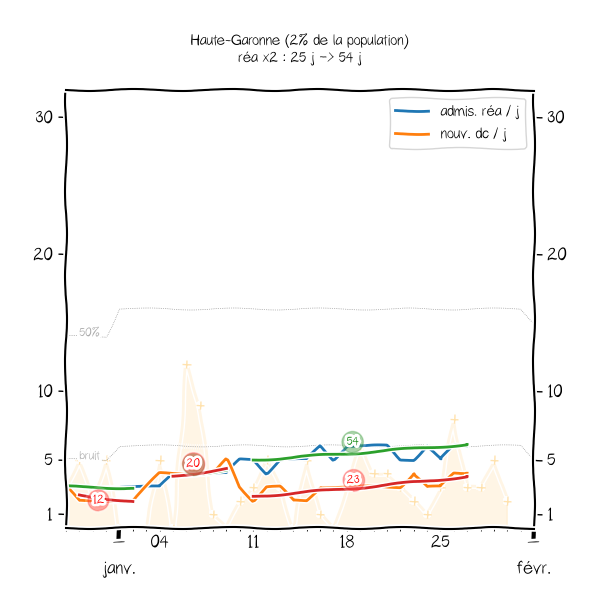 Haute-Garonne (2% de la population)
réa x2 : 25 j -> 54 j
admis. réa / j
nouv. dc / j
30
30
20
20
50%
10
10
54
20
bruit
5
5
23
12
1
1
04
11
18
25
janv.
févr.